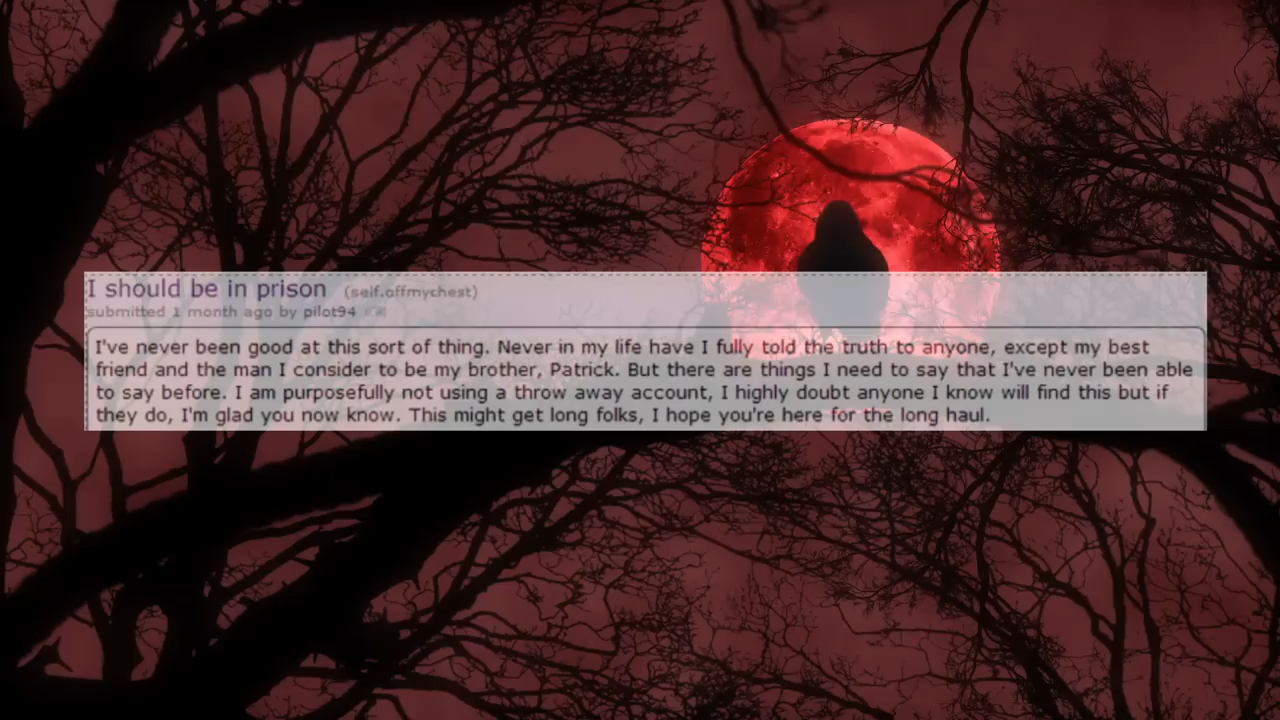 I should be in prison (self.offmychest)
submitted 1 month ago by pilot94
I've never been good at this sort of thing. Never in my life have I fully told the truth to anyone, except my best
friend and the man I consider to be my brother, Patrick. But there are things I need to say that I've never been able
to say before. I am purposefully not using a throw away account, I highly doubt anyone I know will find this but if
they do, I'm glad you now know. This might get long folks, I hope you're here for the long haul.